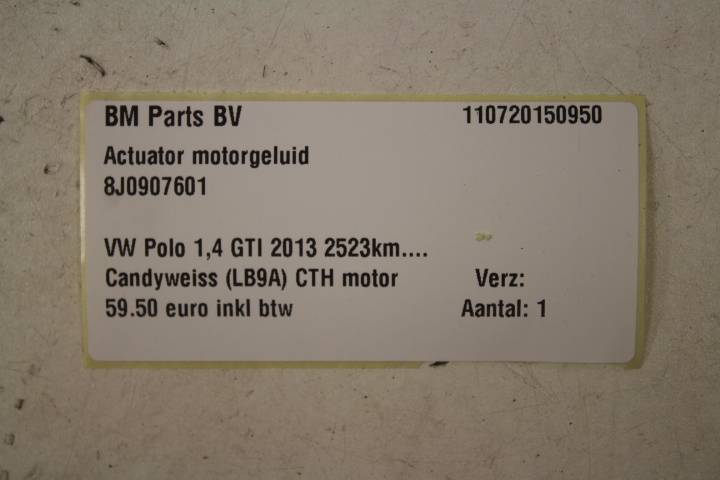 BM Parts BV 110720150950
Actuator motorgeluid
8J0907601
VW Polo 1,4 GTI 2013 2523km....
Candyweiss (LB9A) CTH motor Verz:
59.50 euro inkl btw Aantal: 1